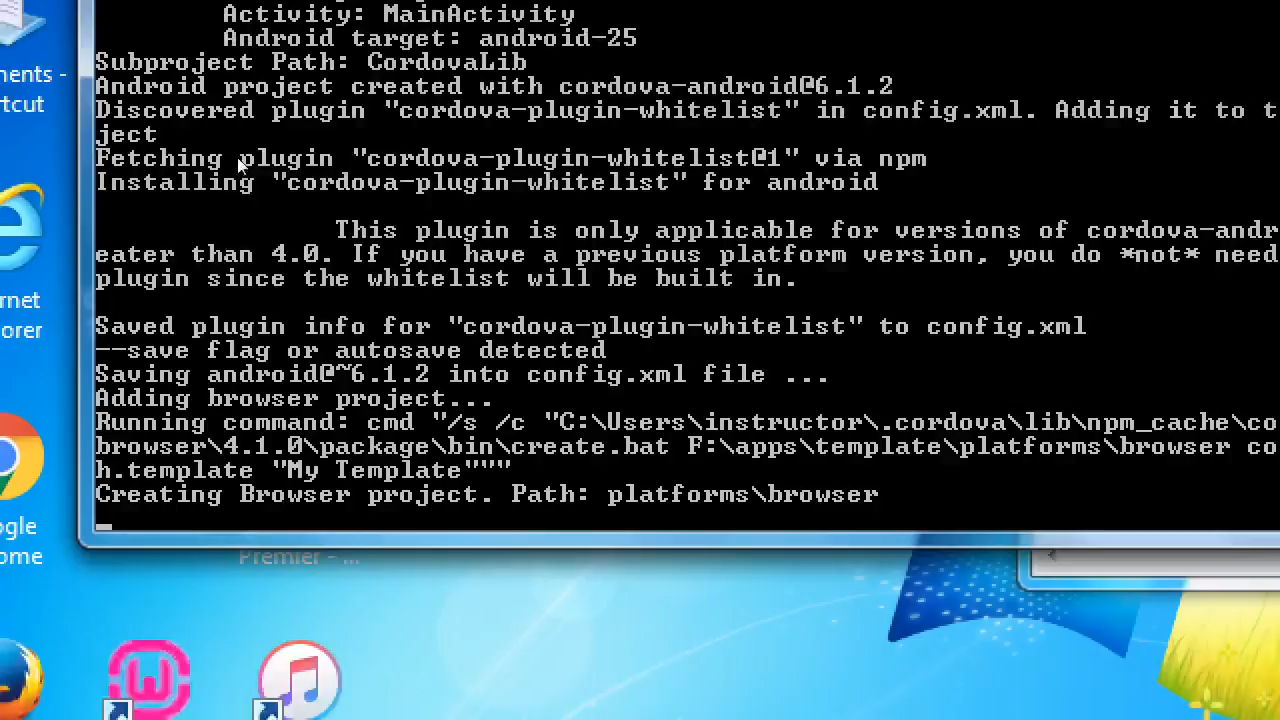 Activity: MainActivity
Android target: android-25
Subproject Path: CordovaLib
Android project created with cordova-android@6.1.2
Discovered plugin "cordova-plugin-whitelist" in config.xml. Adding it to t
ject
Fetching plugin "cordova-plugin-whitelist@1" via npm
Installing "cordova-plugin-whitelist" for android
This plugin is only applicable for versions of cordova-andr
eater than 4.0. If you have a previous platform version, you do *not* need
plugin since the whitelist will be built in.
Saved plugin info for "cordova-plugin-whitelist" to config.xml
--save flag or autosave detected
Saving android@~6.1.2 into config.xml file ...
Adding browser project...
Running command: cmd "/s /c "C:\Users\instructor\.cordova\lib\npm_cache\co
browser\4.1.0\package\bin\create.bat F:\apps\template\platforms\browser co
h.template "My Template"""
Creating Browser project. Path: platforms\browser
ments -
rtcut
rnet
orer
ogle
ome
Premier - ...